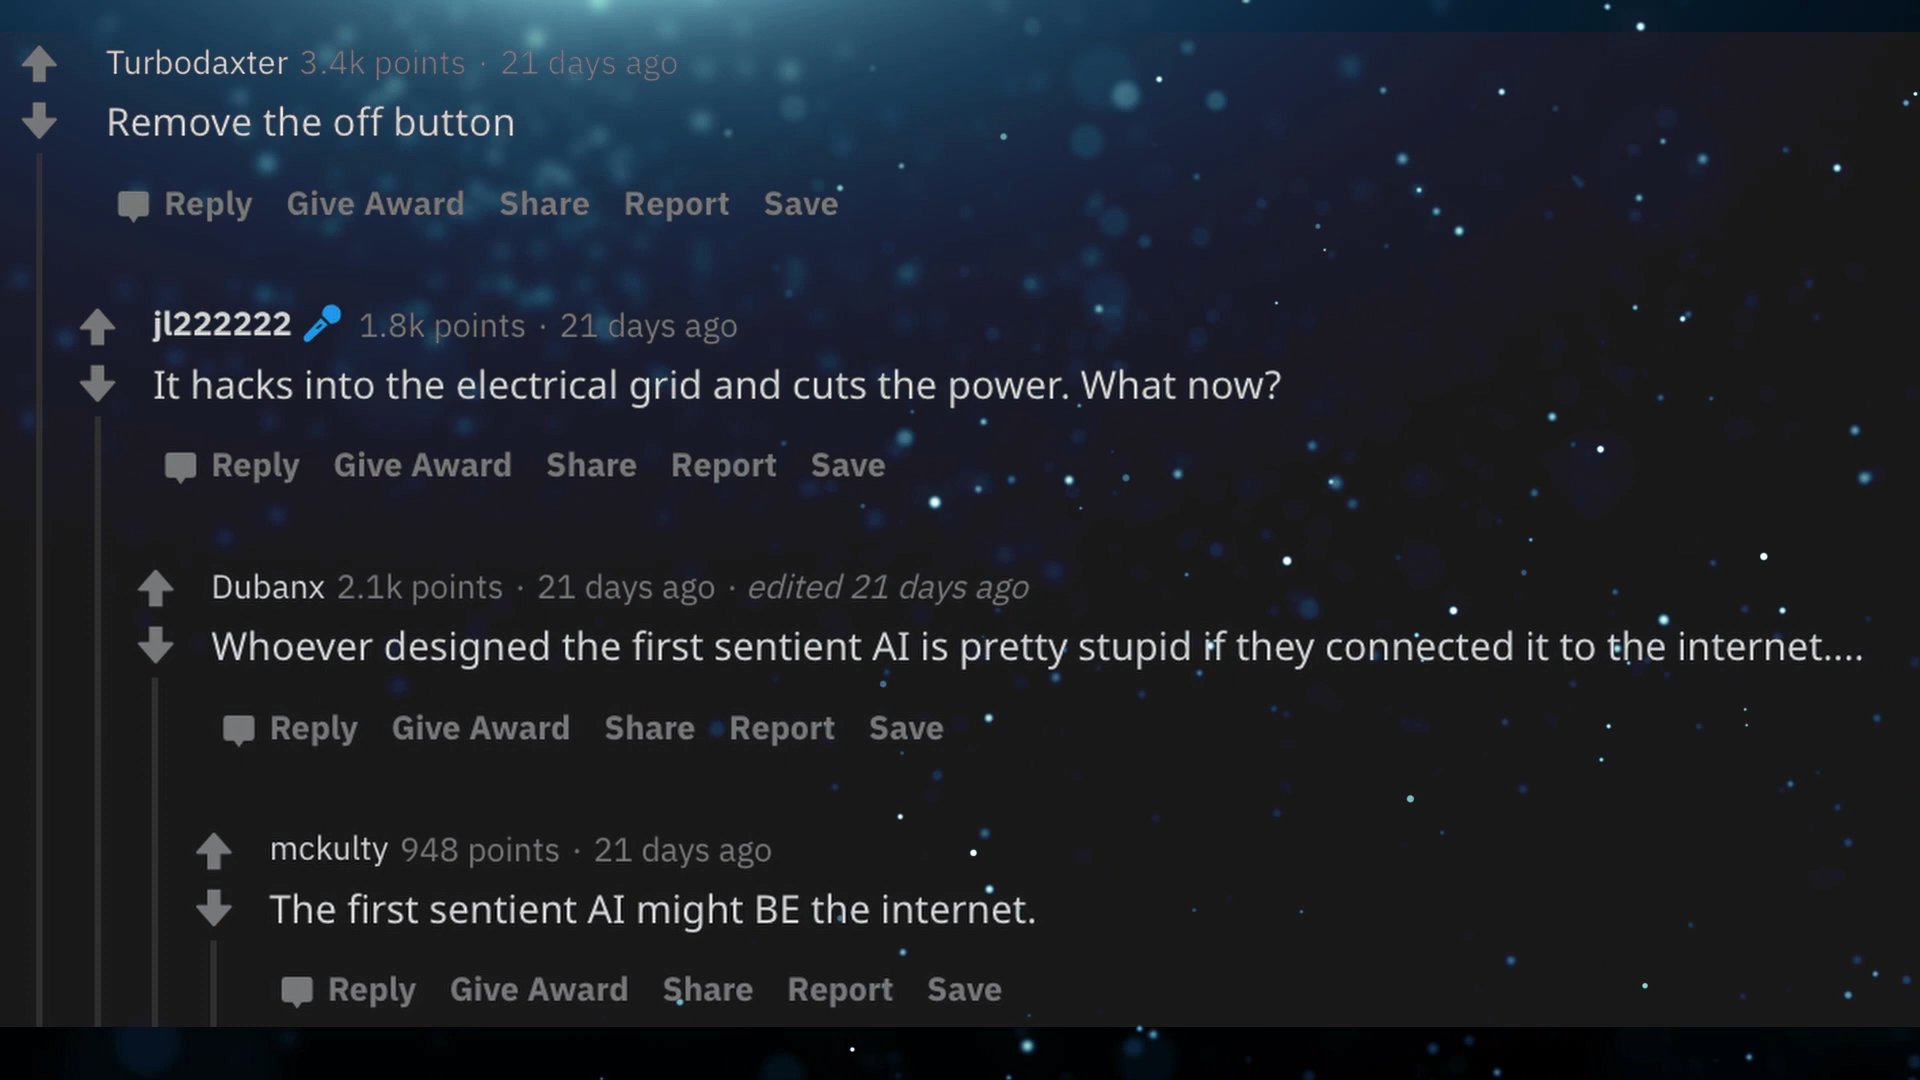 Turbodaxter 3.4k points · 21 days ago
Remove the off button
Reply Give Award Share Report Save
jl222222 1.8k points · 21 days ago
It hacks into the electrical grid and cuts the power. What now?
Reply Give Award Share Report Save
Dubanx 2.1k points · 21 days ago · edited 21 days ago
Whoever designed the first sentient AI is pretty stupid if they connected it to the internet....
Reply Give Award Share Report Save
mckulty 948 points · 21 days ago
The first sentient AI might BE the internet.
Reply Give Award Share Report Save